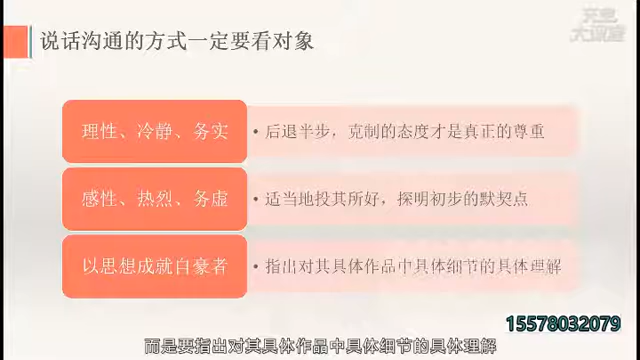 说话沟通的方式一定要看对象
理性、冷静、务实
• 后退半步，克制的态度才是真正的尊重
感性、热烈、务虚
• 适当地投其所好，探明初步的默契点
以思想成就自豪者
• 指出对其具体作品中具体细节的具体理解
15578032079
而是要指出对其具体作品中具体细节的具体理解